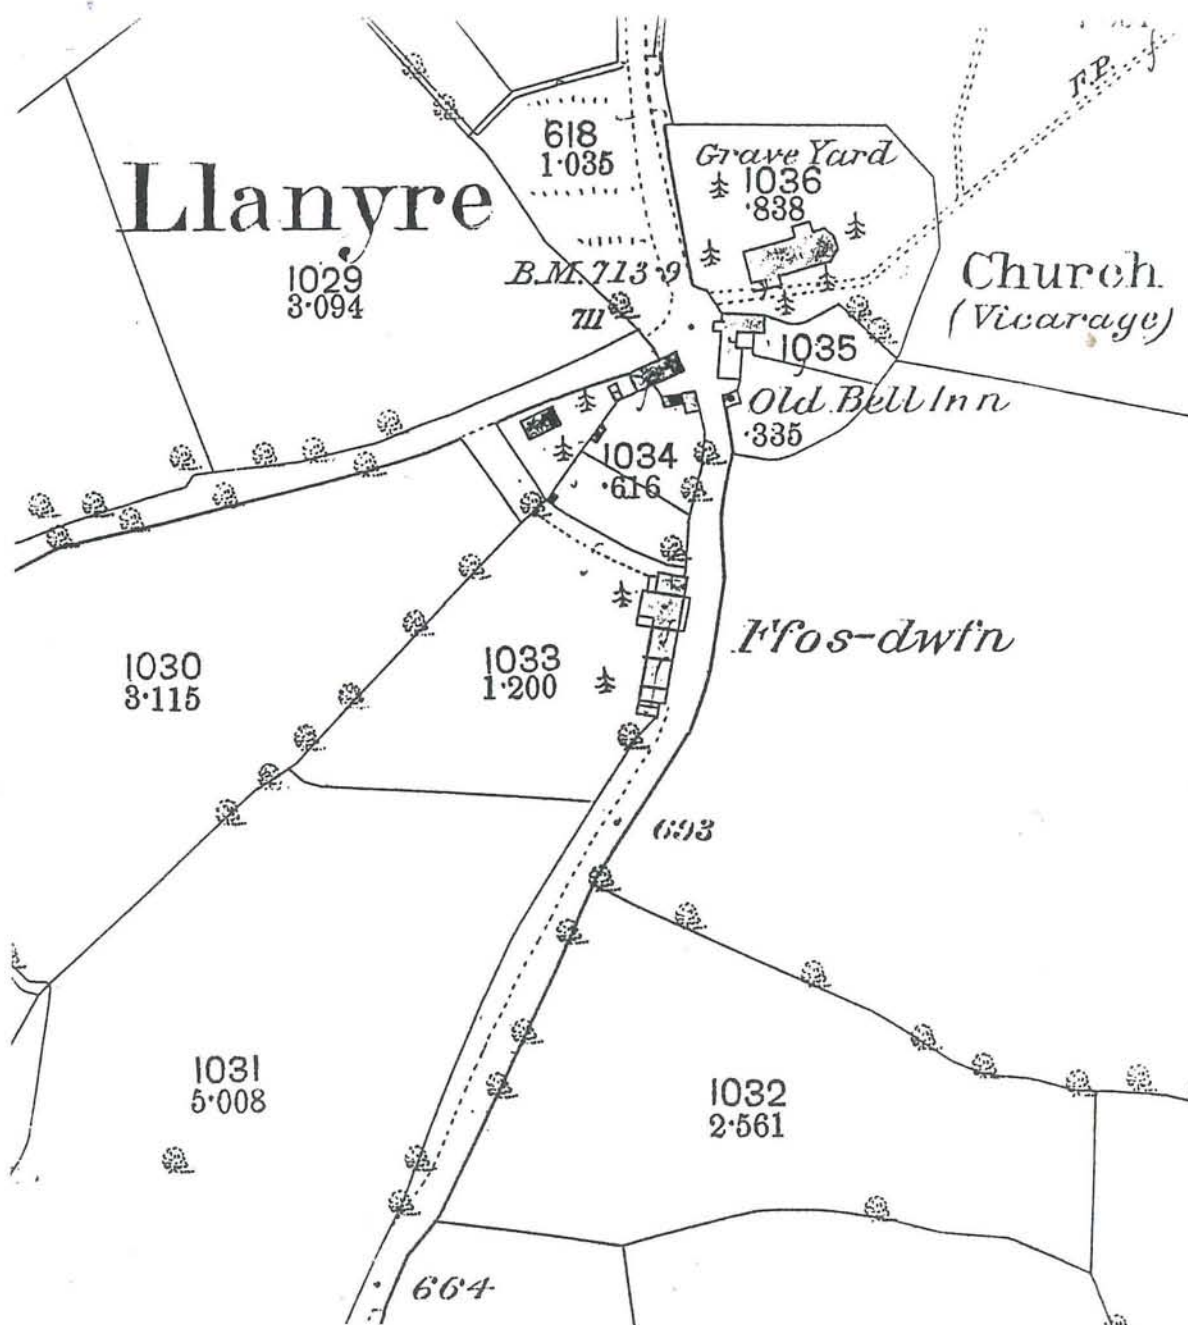 F.P.
618
1·035
Grave Yard
1036
·838
Llanyre
1029
3·094
B.M. 713·9
711
Church
(Vicarage)
1035
Old Bell Inn
·335
1034
·616
Ffos-dwfn
1030
3·115
1033
1·200
693
1031
5·008
1032
2·561
664